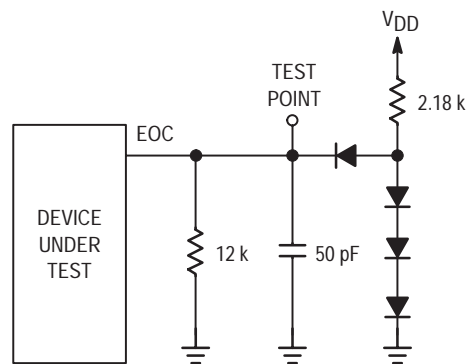 VDD
TEST
POINT
2.18 k
EOC
DEVICE
UNDER
TEST
12 k
50 pF